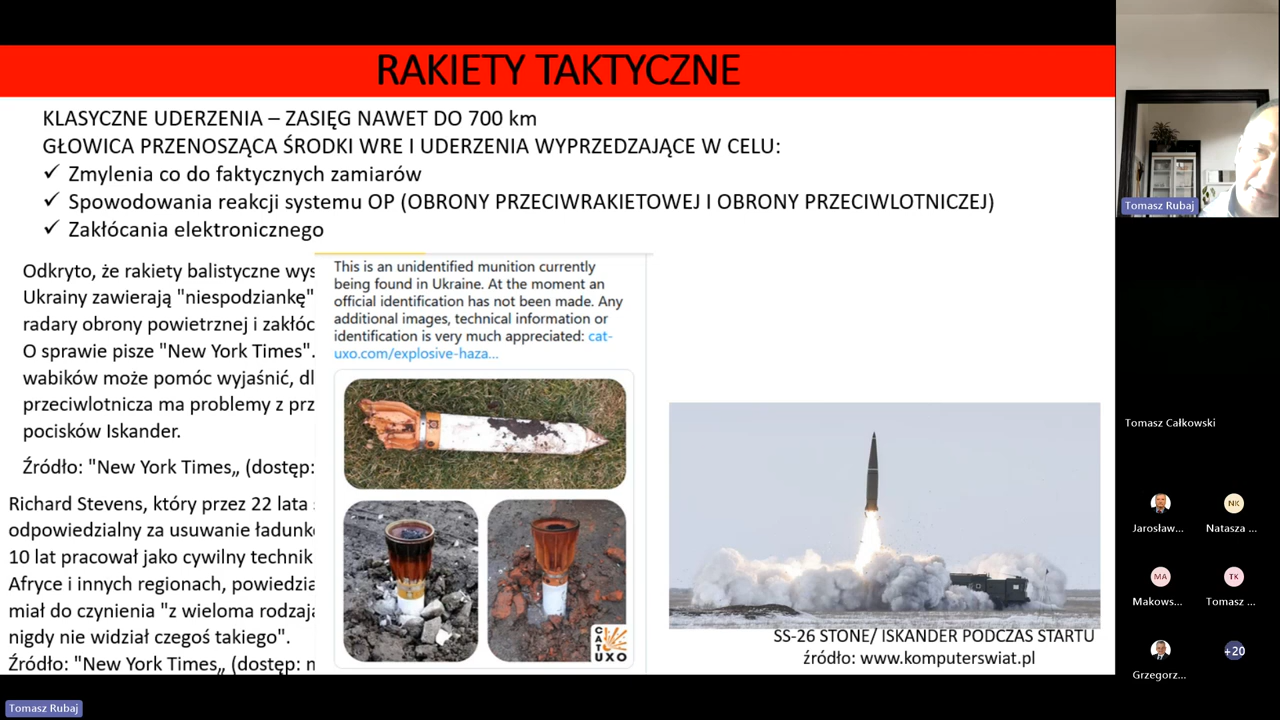 RAKIETY TAKTYCZNE
KLASYCZNE UDERZENIA – ZASIĘG NAWET DO 700 km
GŁOWICA PRZENOSZĄCA ŚRODKI WRE I UDERZENIA WYPRZEDZAJĄCE W CELU:
✓ Zmylenia co do faktycznych zamiarów
✓ Spowodowania reakcji systemu OP (OBRONY PRZECIWRAKIETOWEJ I OBRONY PRZECIWLOTNICZEJ)
✓ Zakłócania elektronicznego
Odkryto, że rakiety balistyczne wys
Ukrainy zawierają "niespodziankę"
radary obrony powietrznej i zakłóc
O sprawie pisze "New York Times".
wabików może pomóc wyjaśnić, dl
przeciwlotnicza ma problemy z prz
pocisków Iskander.
Źródło: "New York Times„ (dostęp:
Richard Stevens, który przez 22 lata
odpowiedzialny za usuwanie ładunk
10 lat pracował jako cywilny technik
Afryce i innych regionach, powiedzia
miał do czynienia "z wieloma rodzaj
nigdy nie widział czegoś takiego".
Źródło: "New York Times„ (dostęp:
This is an unidentified munition currently
being found in Ukraine. At the moment an
official identification has not been made. Any
additional images, technical information or
identification is very much appreciated: cat-
uxo.com/explosive-haza...
CAT
UXO
SS-26 STONE/ ISKANDER PODCZAS STARTU
źródło: www.komputerswiat.pl
Tomasz Rubaj
Tomasz Całkowski
Jarosław...
NK
Natasza ...
MA
Makows...
TK
Tomasz ...
Grzegorz...
+20
Tomasz Rubaj